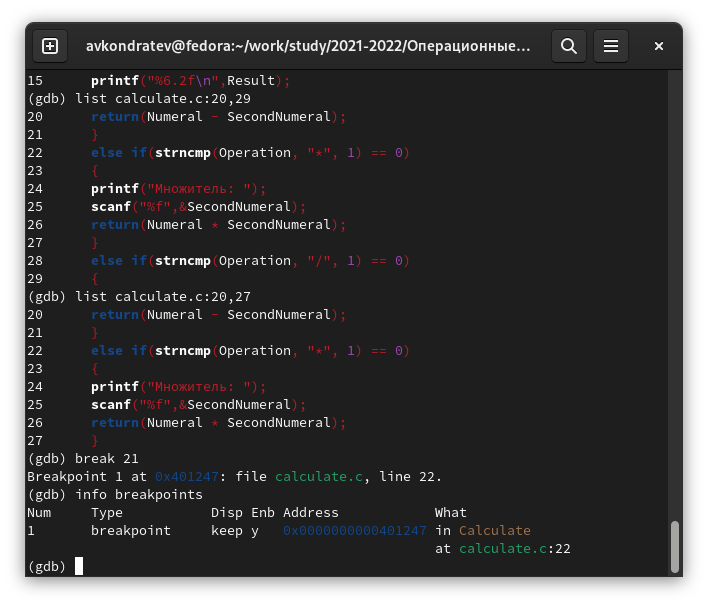 avkondratev@fedora:~/work/study/2021-2022/Операционные...
15      printf("%6.2f\n",Result);
(gdb) list calculate.c:20,29
20      return(Numeral - SecondNumeral);
21      }
22      else if(strncmp(Operation, "*", 1) == 0)
23      {
24      printf("Множитель: ");
25      scanf("%f",&SecondNumeral);
26      return(Numeral * SecondNumeral);
27      }
28      else if(strncmp(Operation, "/", 1) == 0)
29      {
(gdb) list calculate.c:20,27
20      return(Numeral - SecondNumeral);
21      }
22      else if(strncmp(Operation, "*", 1) == 0)
23      {
24      printf("Множитель: ");
25      scanf("%f",&SecondNumeral);
26      return(Numeral * SecondNumeral);
27      }
(gdb) break 21
Breakpoint 1 at 0x401247: file calculate.c, line 22.
(gdb) info breakpoints
Num     Type           Disp Enb Address            What
1       breakpoint     keep y   0x0000000000401247 in Calculate
                                                   at calculate.c:22
(gdb)